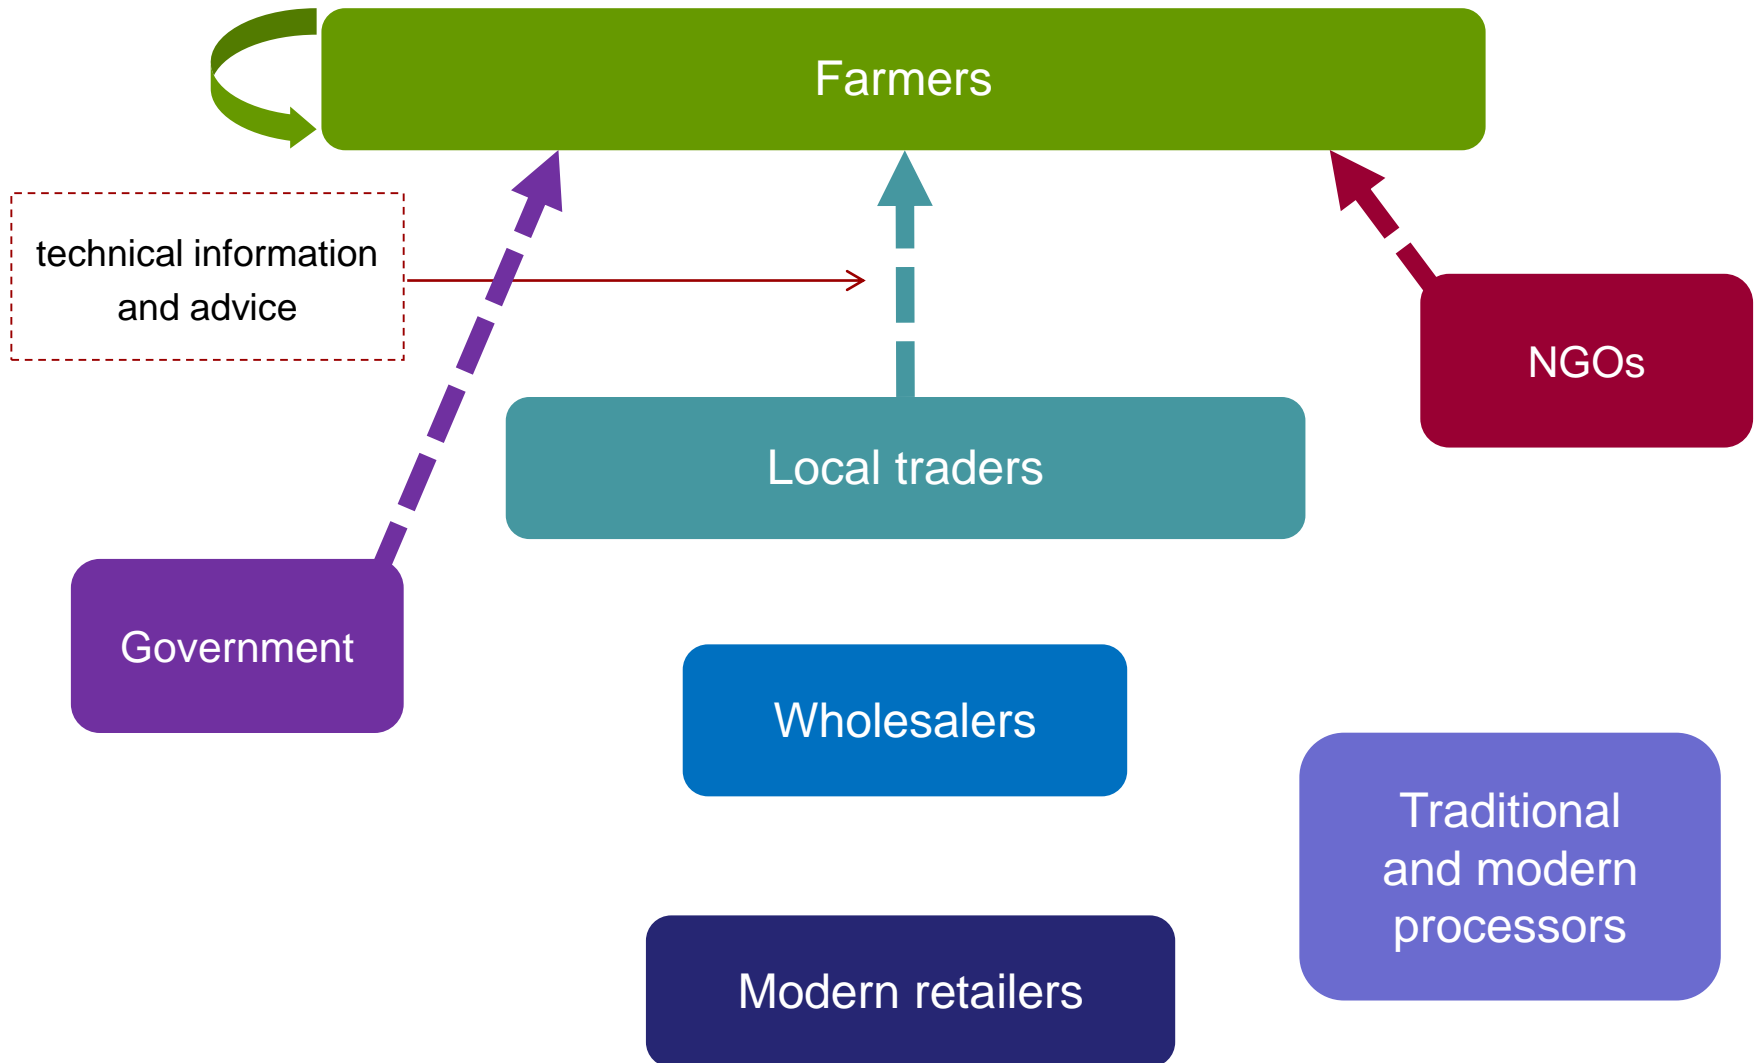 Farmers
technical information
and advice
NGOs
Local traders
Government
Wholesalers
Traditional
and modern
processors
Modern retailers